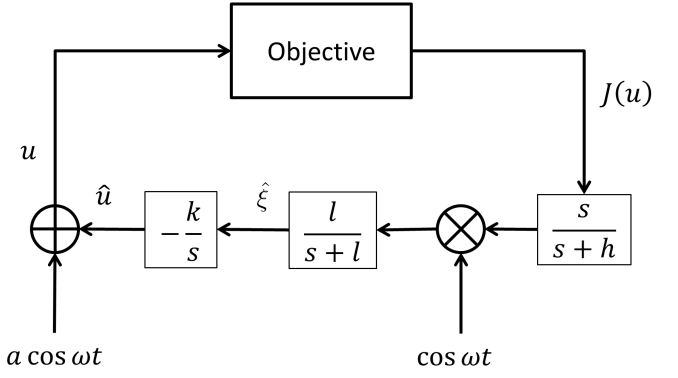 Objective
J(u)
u
û
−k/s
ξ̂
l/(s + l)
s/(s + h)
a cos ωt
cos ωt